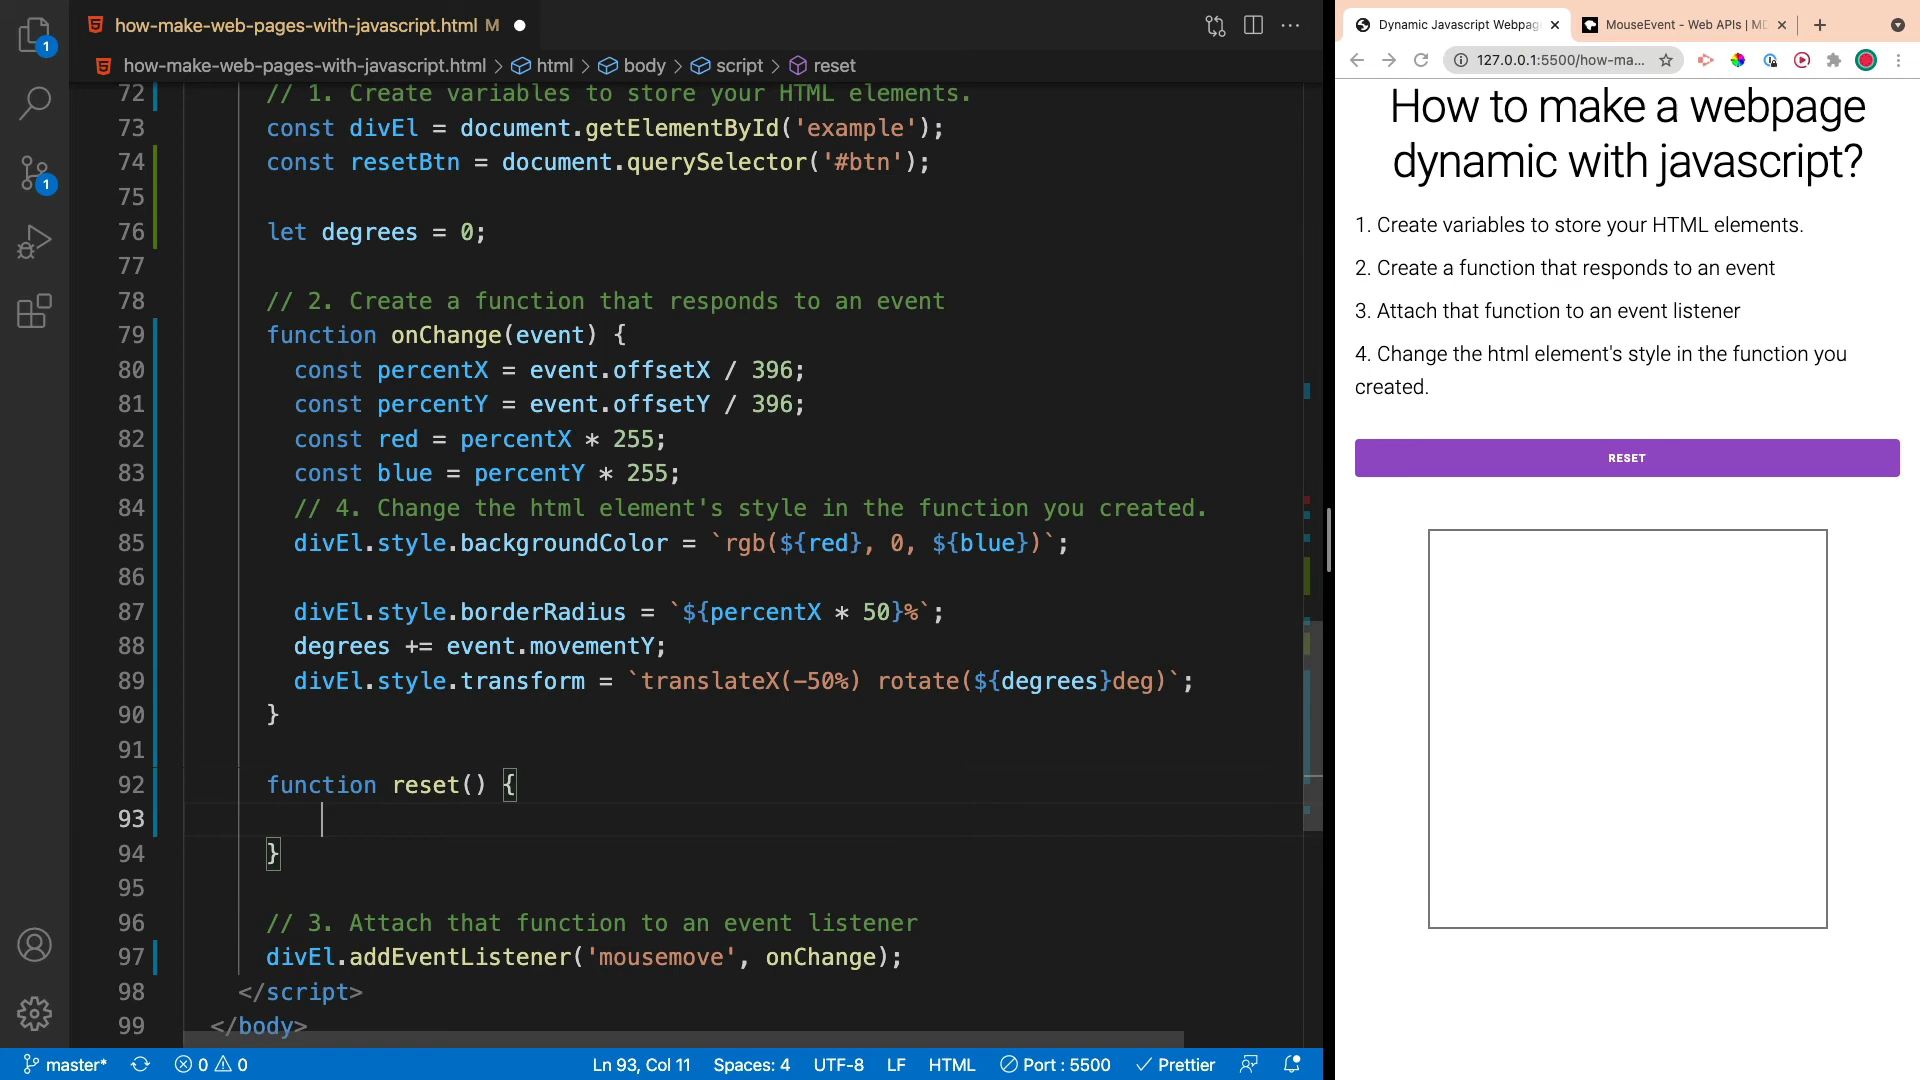 how-make-web-pages-with-javascript.html M
how-make-web-pages-with-javascript.html > html > body > script > reset
1
1
72 // 1. Create variables to store your HTML elements.
73 const divEl = document.getElementById('example');
74 const resetBtn = document.querySelector('#btn');
75
76 let degrees = 0;
77
78 // 2. Create a function that responds to an event
79 function onChange(event) {
80 const percentX = event.offsetX / 396;
81 const percentY = event.offsetY / 396;
82 const red = percentX * 255;
83 const blue = percentY * 255;
84 // 4. Change the html element's style in the function you created.
85 divEl.style.backgroundColor = `rgb(${red}, 0, ${blue})`;
86
87 divEl.style.borderRadius = `${percentX * 50}%`;
88 degrees += event.movementY;
89 divEl.style.transform = `translateX(-50%) rotate(${degrees}deg)`;
90 }
91
92 function reset() {
93
94 }
95
96 // 3. Attach that function to an event listener
97 divEl.addEventListener('mousemove', onChange);
98 </script>
99 </body>
master* 0 0 Ln 93, Col 11 Spaces: 4 UTF-8 LF HTML Port : 5500 Prettier
Dynamic Javascript Webpag MouseEvent - Web APIs | MD
127.0.0.1:5500/how-ma...
How to make a webpage
dynamic with javascript?
1. Create variables to store your HTML elements.
2. Create a function that responds to an event
3. Attach that function to an event listener
4. Change the html element's style in the function you
created.
RESET